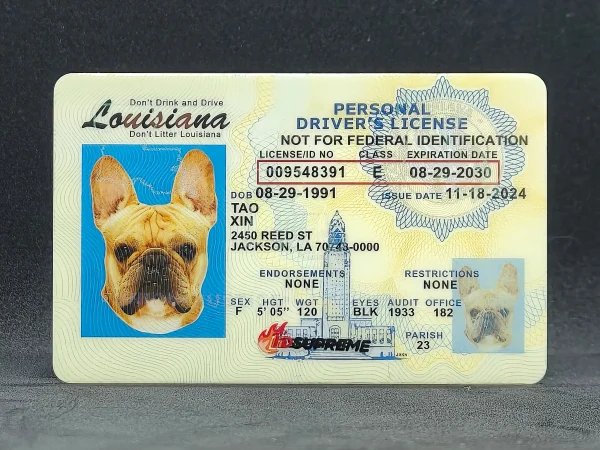 Don't Drink and Drive
Louisiana
Don't Litter Louisiana
PERSONAL
DRIVER'S LICENSE
NOT FOR FEDERAL IDENTIFICATION
LICENSE/ID NO CLASS EXPIRATION DATE
009548391 E 08-29-2030
DOB 08-29-1991 ISSUE DATE 11-18-2024
TAO
XIN
2450 REED ST
JACKSON, LA
ENDORSEMENTS RESTRICTIONS
NONE NONE
SEX HGT WGT EYES AUDIT OFFICE
F 5' 05" 120 BLK 1933 182
PARISH
23
SUPREME